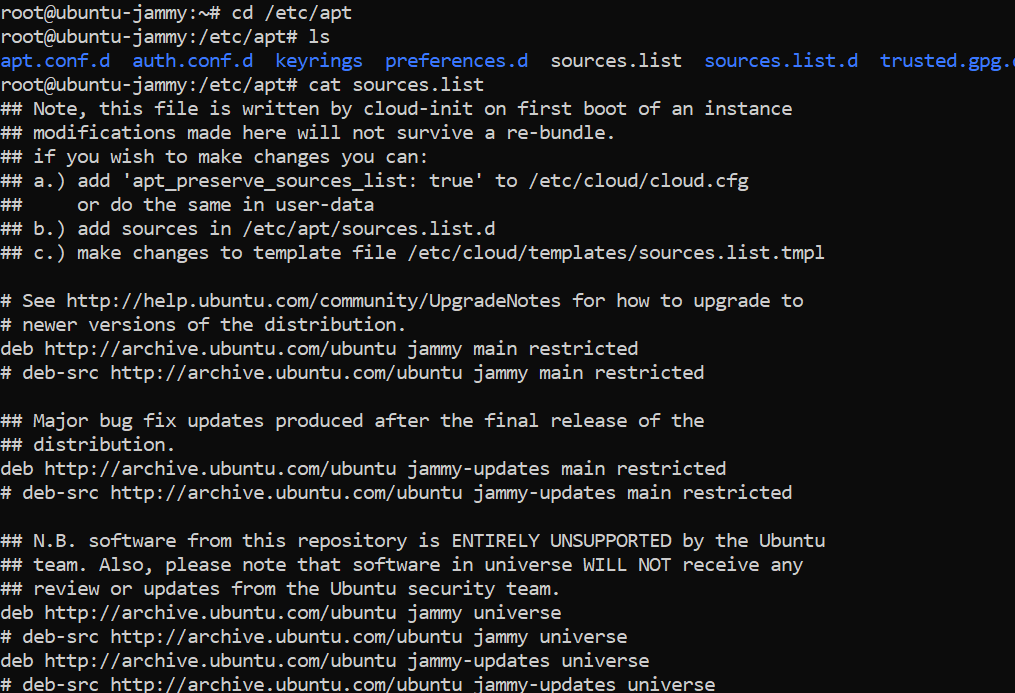 root@ubuntu-jammy:~# cd /etc/apt
root@ubuntu-jammy:/etc/apt# ls
apt.conf.d  auth.conf.d  keyrings  preferences.d  sources.list  sources.list.d  trusted.gpg.
root@ubuntu-jammy:/etc/apt# cat sources.list
## Note, this file is written by cloud-init on first boot of an instance
## modifications made here will not survive a re-bundle.
## if you wish to make changes you can:
## a.) add 'apt_preserve_sources_list: true' to /etc/cloud/cloud.cfg
##     or do the same in user-data
## b.) add sources in /etc/apt/sources.list.d
## c.) make changes to template file /etc/cloud/templates/sources.list.tmpl

# See http://help.ubuntu.com/community/UpgradeNotes for how to upgrade to
# newer versions of the distribution.
deb http://archive.ubuntu.com/ubuntu jammy main restricted
# deb-src http://archive.ubuntu.com/ubuntu jammy main restricted

## Major bug fix updates produced after the final release of the
## distribution.
deb http://archive.ubuntu.com/ubuntu jammy-updates main restricted
# deb-src http://archive.ubuntu.com/ubuntu jammy-updates main restricted

## N.B. software from this repository is ENTIRELY UNSUPPORTED by the Ubuntu
## team. Also, please note that software in universe WILL NOT receive any
## review or updates from the Ubuntu security team.
deb http://archive.ubuntu.com/ubuntu jammy universe
# deb-src http://archive.ubuntu.com/ubuntu jammy universe
deb http://archive.ubuntu.com/ubuntu jammy-updates universe
# deb-src http://archive.ubuntu.com/ubuntu jammy-updates universe